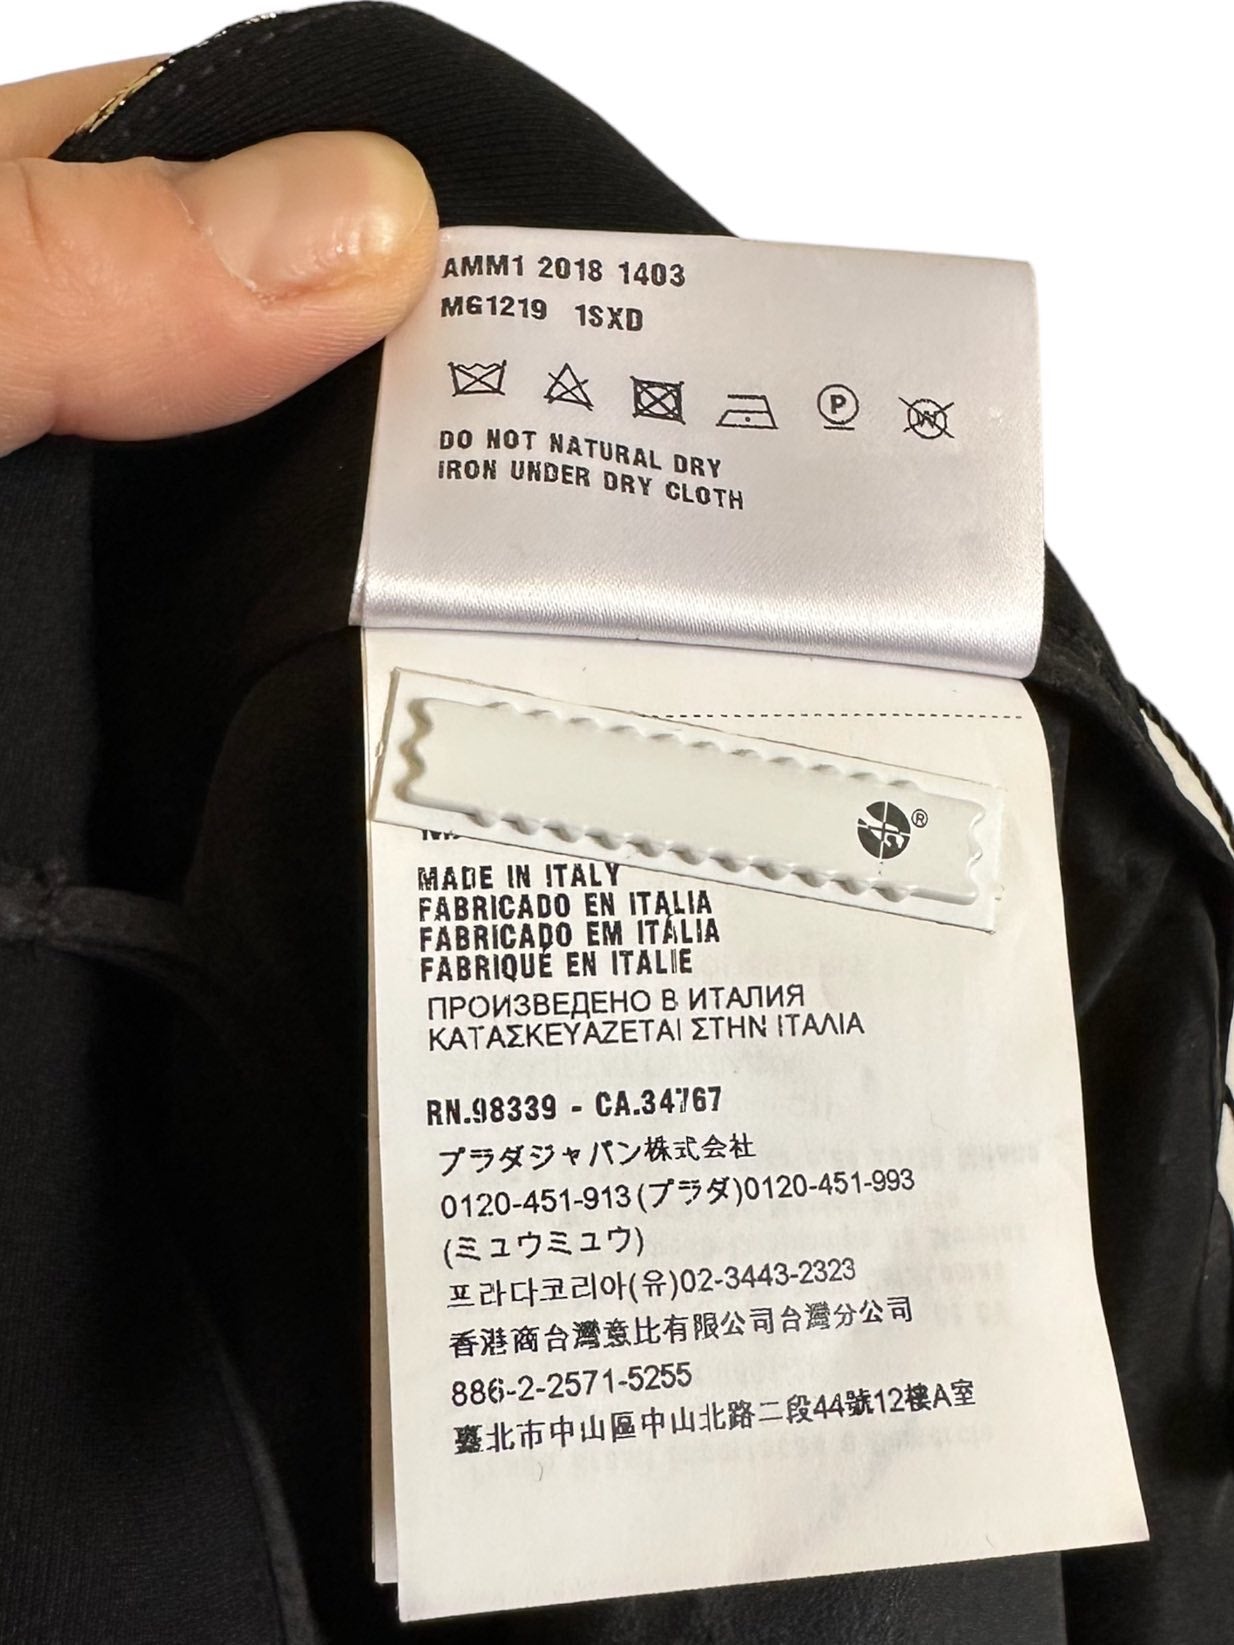 AMM1 2018 1403
MG1219 1SXD
P
W
DO NOT NATURAL DRY
IRON UNDER DRY CLOTH
®
MADE IN ITALY
FABRICADO EN ITALIA
FABRICADO EM ITÁLIA
FABRIQUÉ EN ITALIE
ПРОИЗВЕДЕНО В ИТАЛИЯ
ΚΑΤΑΣΚΕΥΑΖΕΤΑΙ ΣΤΗΝ ΙΤΑΛΙΑ
RN.98339 - CA.34767
プラダジャパン株式会社
0120-451-913(プラダ)0120-451-993
(ミュウミュウ)
프라다코리아(유)02-3443-2323
香港商台灣意比有限公司台灣分公司
886-2-2571-5255
臺北市中山區中山北路二段44號12樓A室